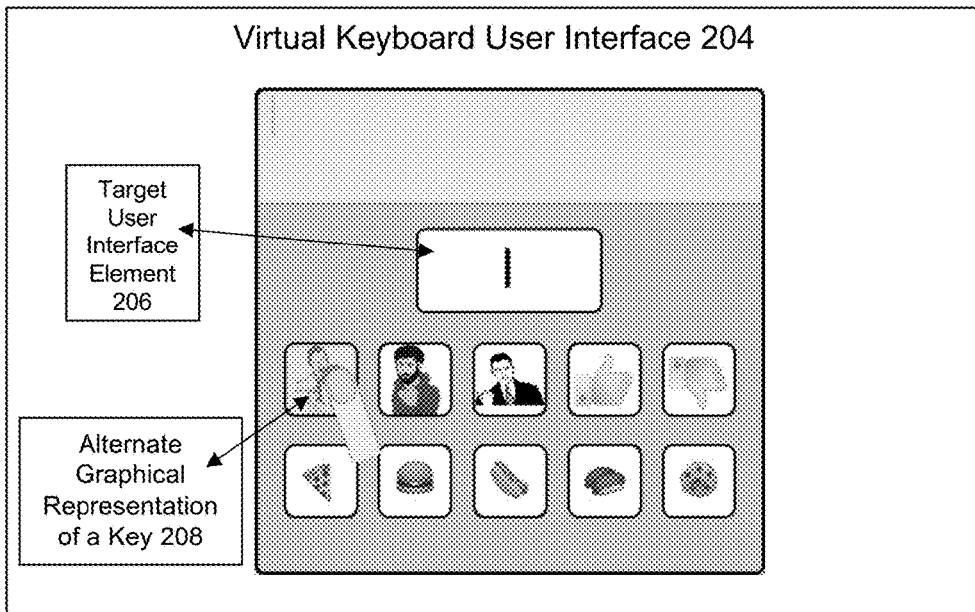 Virtual Keyboard User Interface 204
Target
User
Interface
Element
206
Alternate
Graphical
Representation
of a Key 208